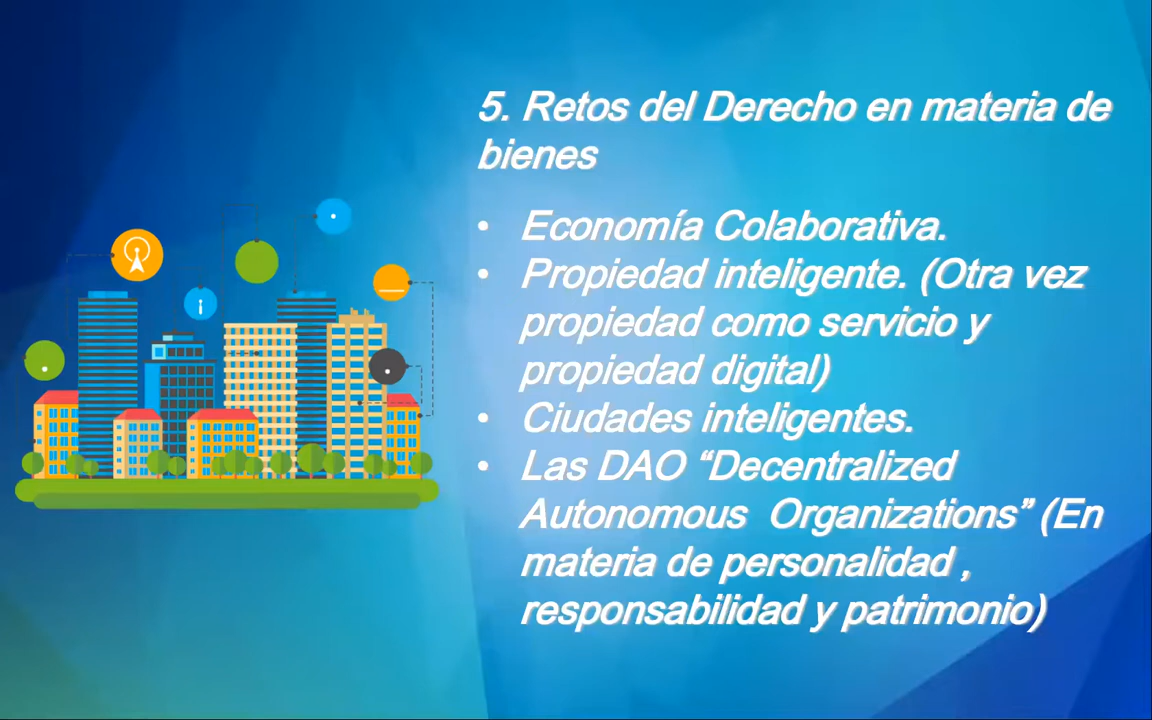 5. Retos del Derecho en materia de
bienes
• Economía Colaborativa.
• Propiedad inteligente. (Otra vez
propiedad como servicio y
propiedad digital)
• Ciudades inteligentes.
• Las DAO “Decentralized
Autonomous  Organizations” (En
materia de personalidad ,
responsabilidad y patrimonio)